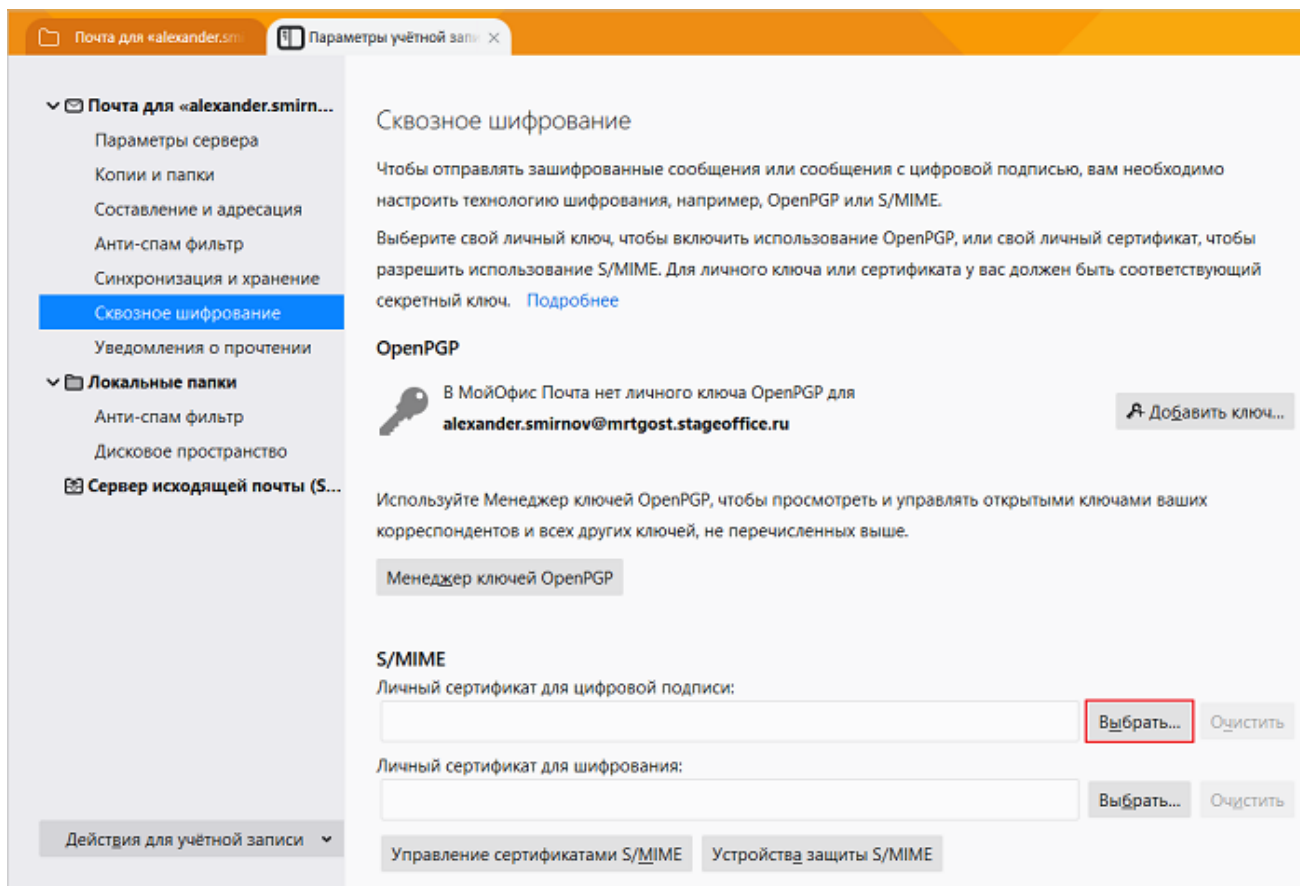 Почта для «alexander.sm
Параметры учётной запи
Почта для «alexander.smirn...
Параметры сервера
Копии и папки
Составление и адресация
Анти-спам фильтр
Синхронизация и хранение
Сквозное шифрование
Уведомления о прочтении
Локальные папки
Анти-спам фильтр
Дисковое пространство
Сервер исходящей почты (S...
Действия для учётной записи
Сквозное шифрование
Чтобы отправлять зашифрованные сообщения или сообщения с цифровой подписью, вам необходимо
настроить технологию шифрования, например, OpenPGP или S/MIME.
Выберите свой личный ключ, чтобы включить использование OpenPGP, или свой личный сертификат, чтобы
разрешить использование S/MIME. Для личного ключа или сертификата у вас должен быть соответствующий
секретный ключ. Подробнее
OpenPGP
В МойОфис Почта нет личного ключа OpenPGP для
alexander.smirnov@mrtgost.stageoffice.ru
Добавить ключ...
Используйте Менеджер ключей OpenPGP, чтобы просмотреть и управлять открытыми ключами ваших
корреспондентов и всех других ключей, не перечисленных выше.
Менеджер ключей OpenPGP
S/MIME
Личный сертификат для цифровой подписи:
Выбрать... Очистить
Личный сертификат для шифрования:
Выбрать... Очистить
Управление сертификатами S/MIME Устройства защиты S/MIME